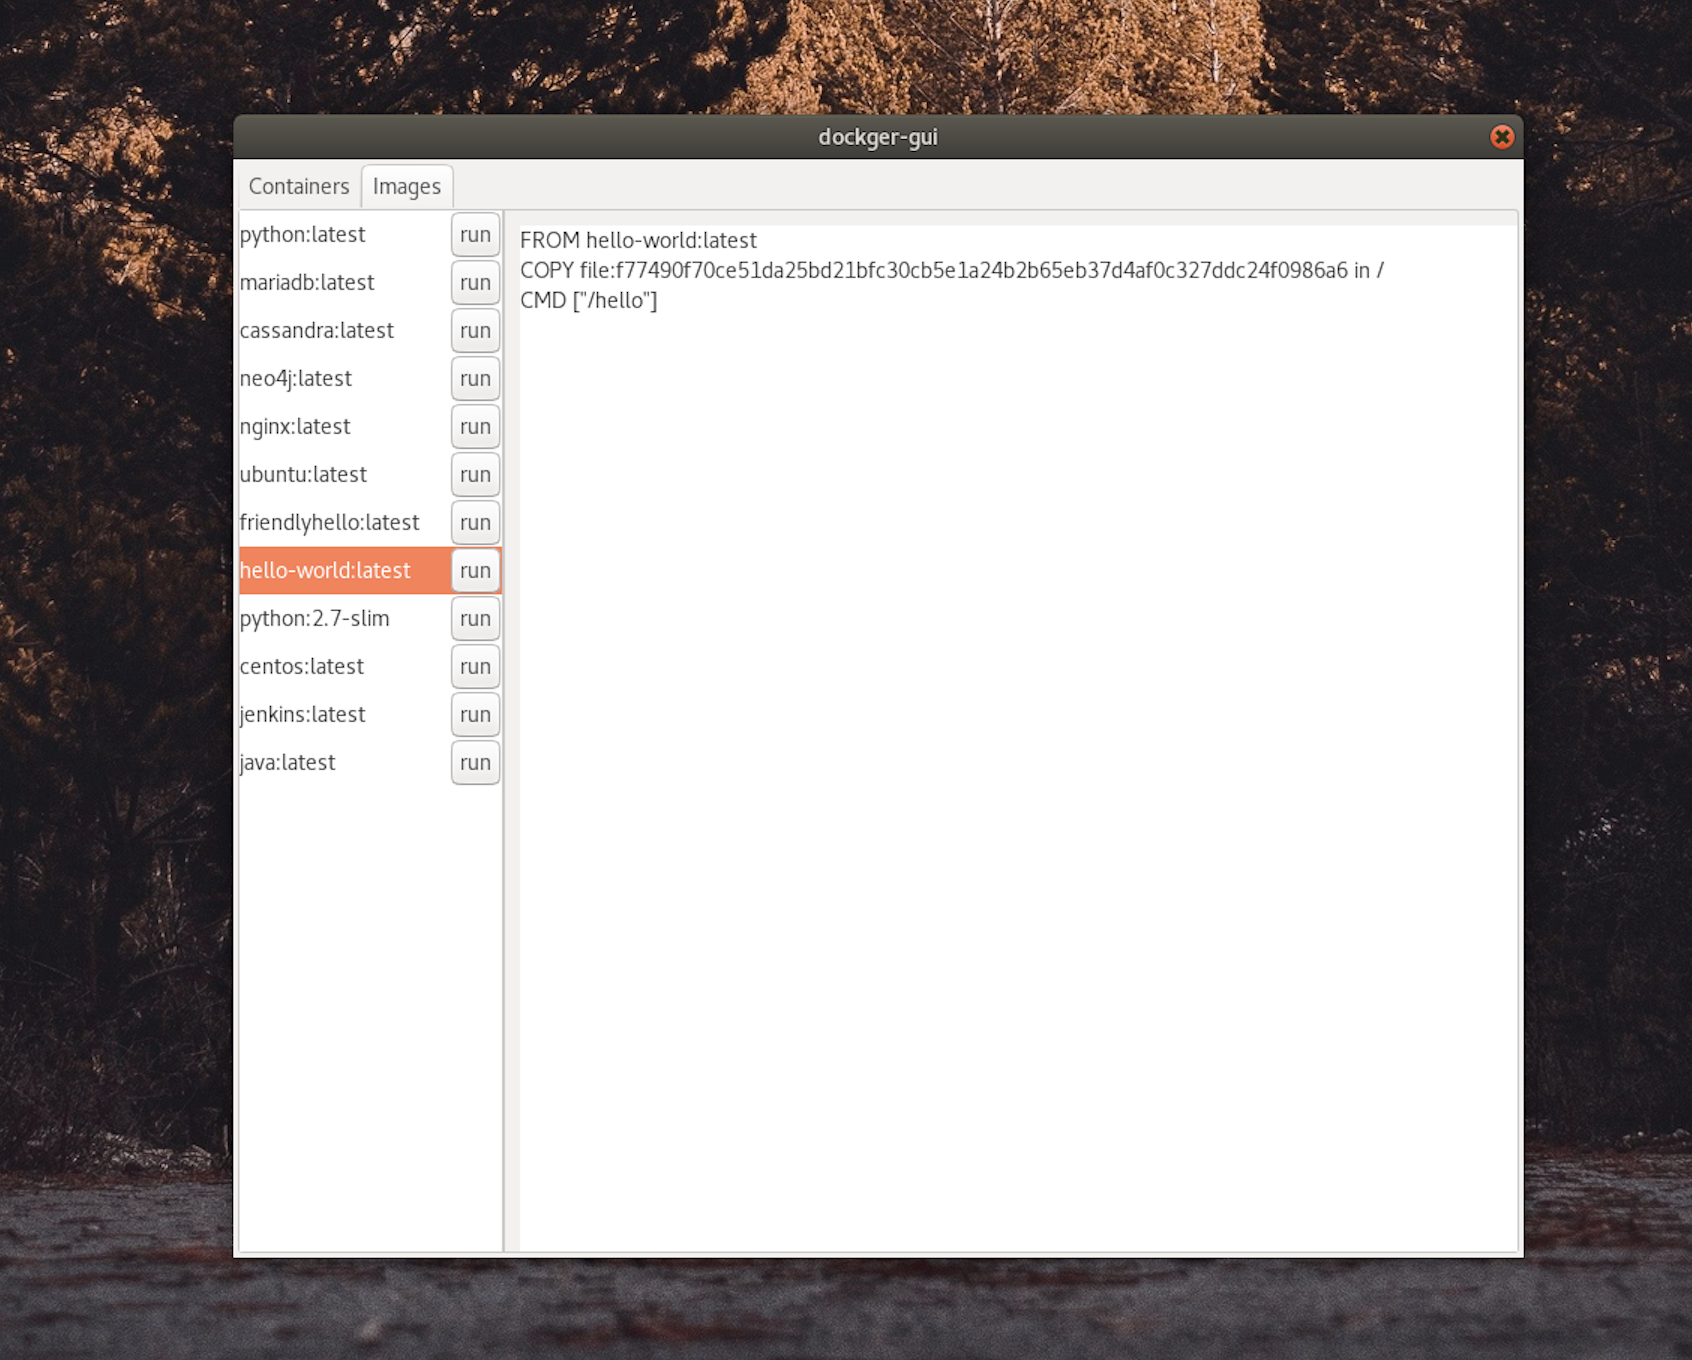 dockger-gui
Containers Images
python:latest run
mariadb:latest run
cassandra:latest run
neo4j:latest run
nginx:latest run
ubuntu:latest run
friendlyhello:latest run
hello-world:latest run
python:2.7-slim run
centos:latest run
jenkins:latest run
java:latest run
FROM hello-world:latest
COPY file:f77490f70ce51da25bd21bfc30cb5e1a24b2b65eb37d4af0c327ddc24f0986a6 in /
CMD ["/hello"]